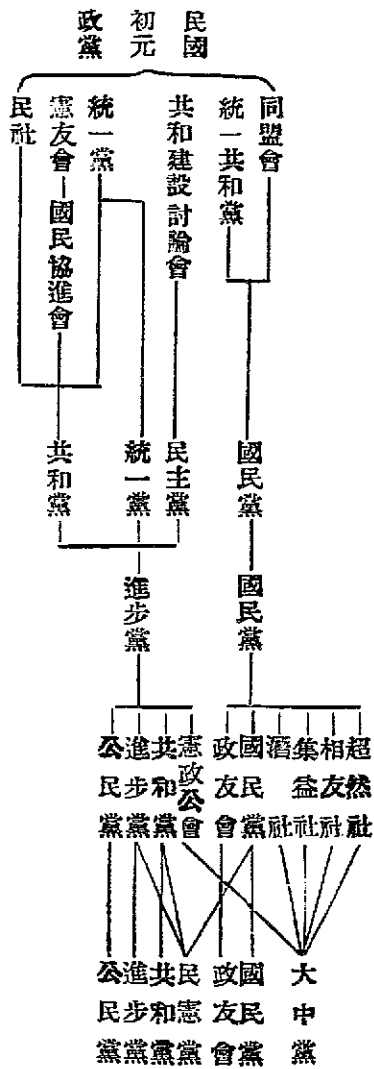 民國初元政黨
同盟會
統一共和黨
共和建設討論會
統一黨
憲友會
國民協進會
民社
國民黨
民主黨
統一黨
共和黨
國民黨
進步黨
超然社
相友社
集益社
潛社
國民黨
政友會
憲政公會
共和黨
進步黨
公民黨
大中黨
國民黨
政友會
民憲黨
共和黨
進步黨
公民黨